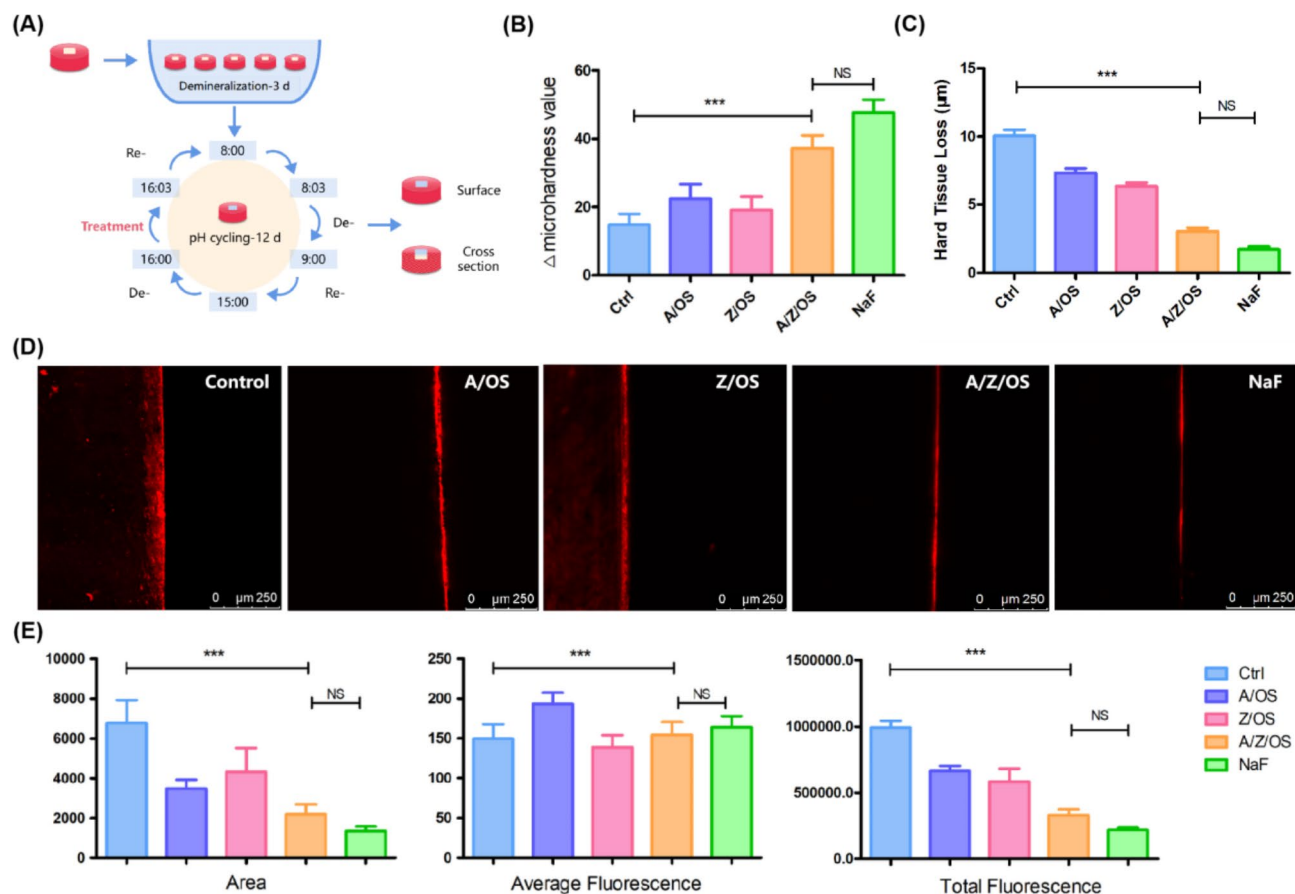 (A)
Demineralization-3 d
Re-
8:00
16:03
8:03
Surface
Treatment
pH cycling-12 d
De-
16:00
9:00
Cross
section
De-
15:00
Re-
(B)
△ microhardness value
60
40
20
0
***
NS
Ctrl
A/OS
Z/OS
A/Z/OS
NaF
(C)
Hard Tissue Loss (µm)
15
10
5
0
***
NS
Ctrl
A/OS
Z/OS
A/Z/OS
NaF
(D)
Control
0 µm 250
A/OS
0 µm 250
Z/OS
0 µm 250
A/Z/OS
0 µm 250
NaF
0 µm 250
(E)
10000
8000
6000
4000
2000
0
***
NS
Area
250
200
150
100
50
0
***
NS
Average Fluorescence
1500000.0
1000000.0
500000.0
0.0
***
NS
Total Fluorescence
Ctrl
A/OS
Z/OS
A/Z/OS
NaF